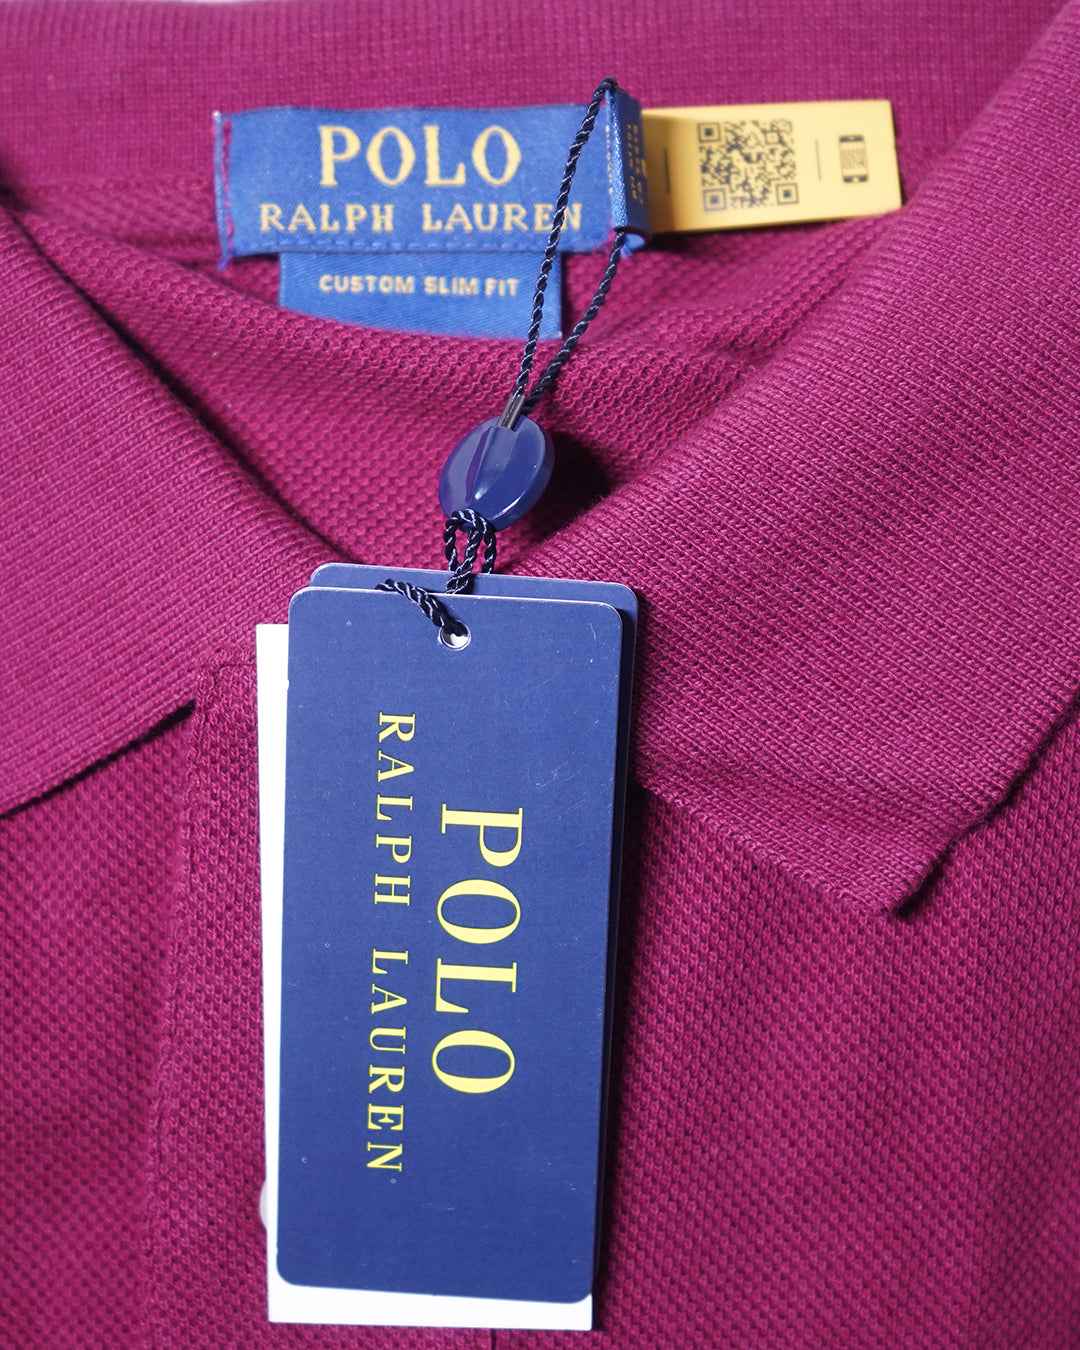 POLO
RALPH LAUREN
CUSTOM SLIM FIT
POLO
RALPH LAUREN